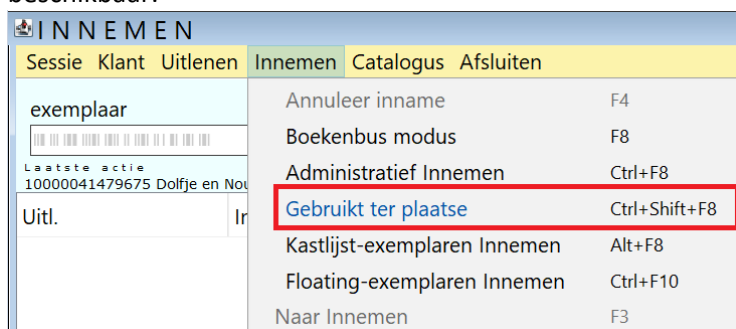 INNEMEN
Sessie Klant Uitlenen Innemen Catalogus Afsluiten
exemplaar
Laatste actie
10000041479675 Dolfje en
Uitl.
Annuleer inname F4
Boekenbus modus F8
Administratief Innemen Ctrl+F8
Gebruikt ter plaatse Ctrl+Shift+F8
Kastlijst-exemplaren Innemen Alt+F8
Floating-exemplaren Innemen Ctrl+F10
Naar Innemen F3